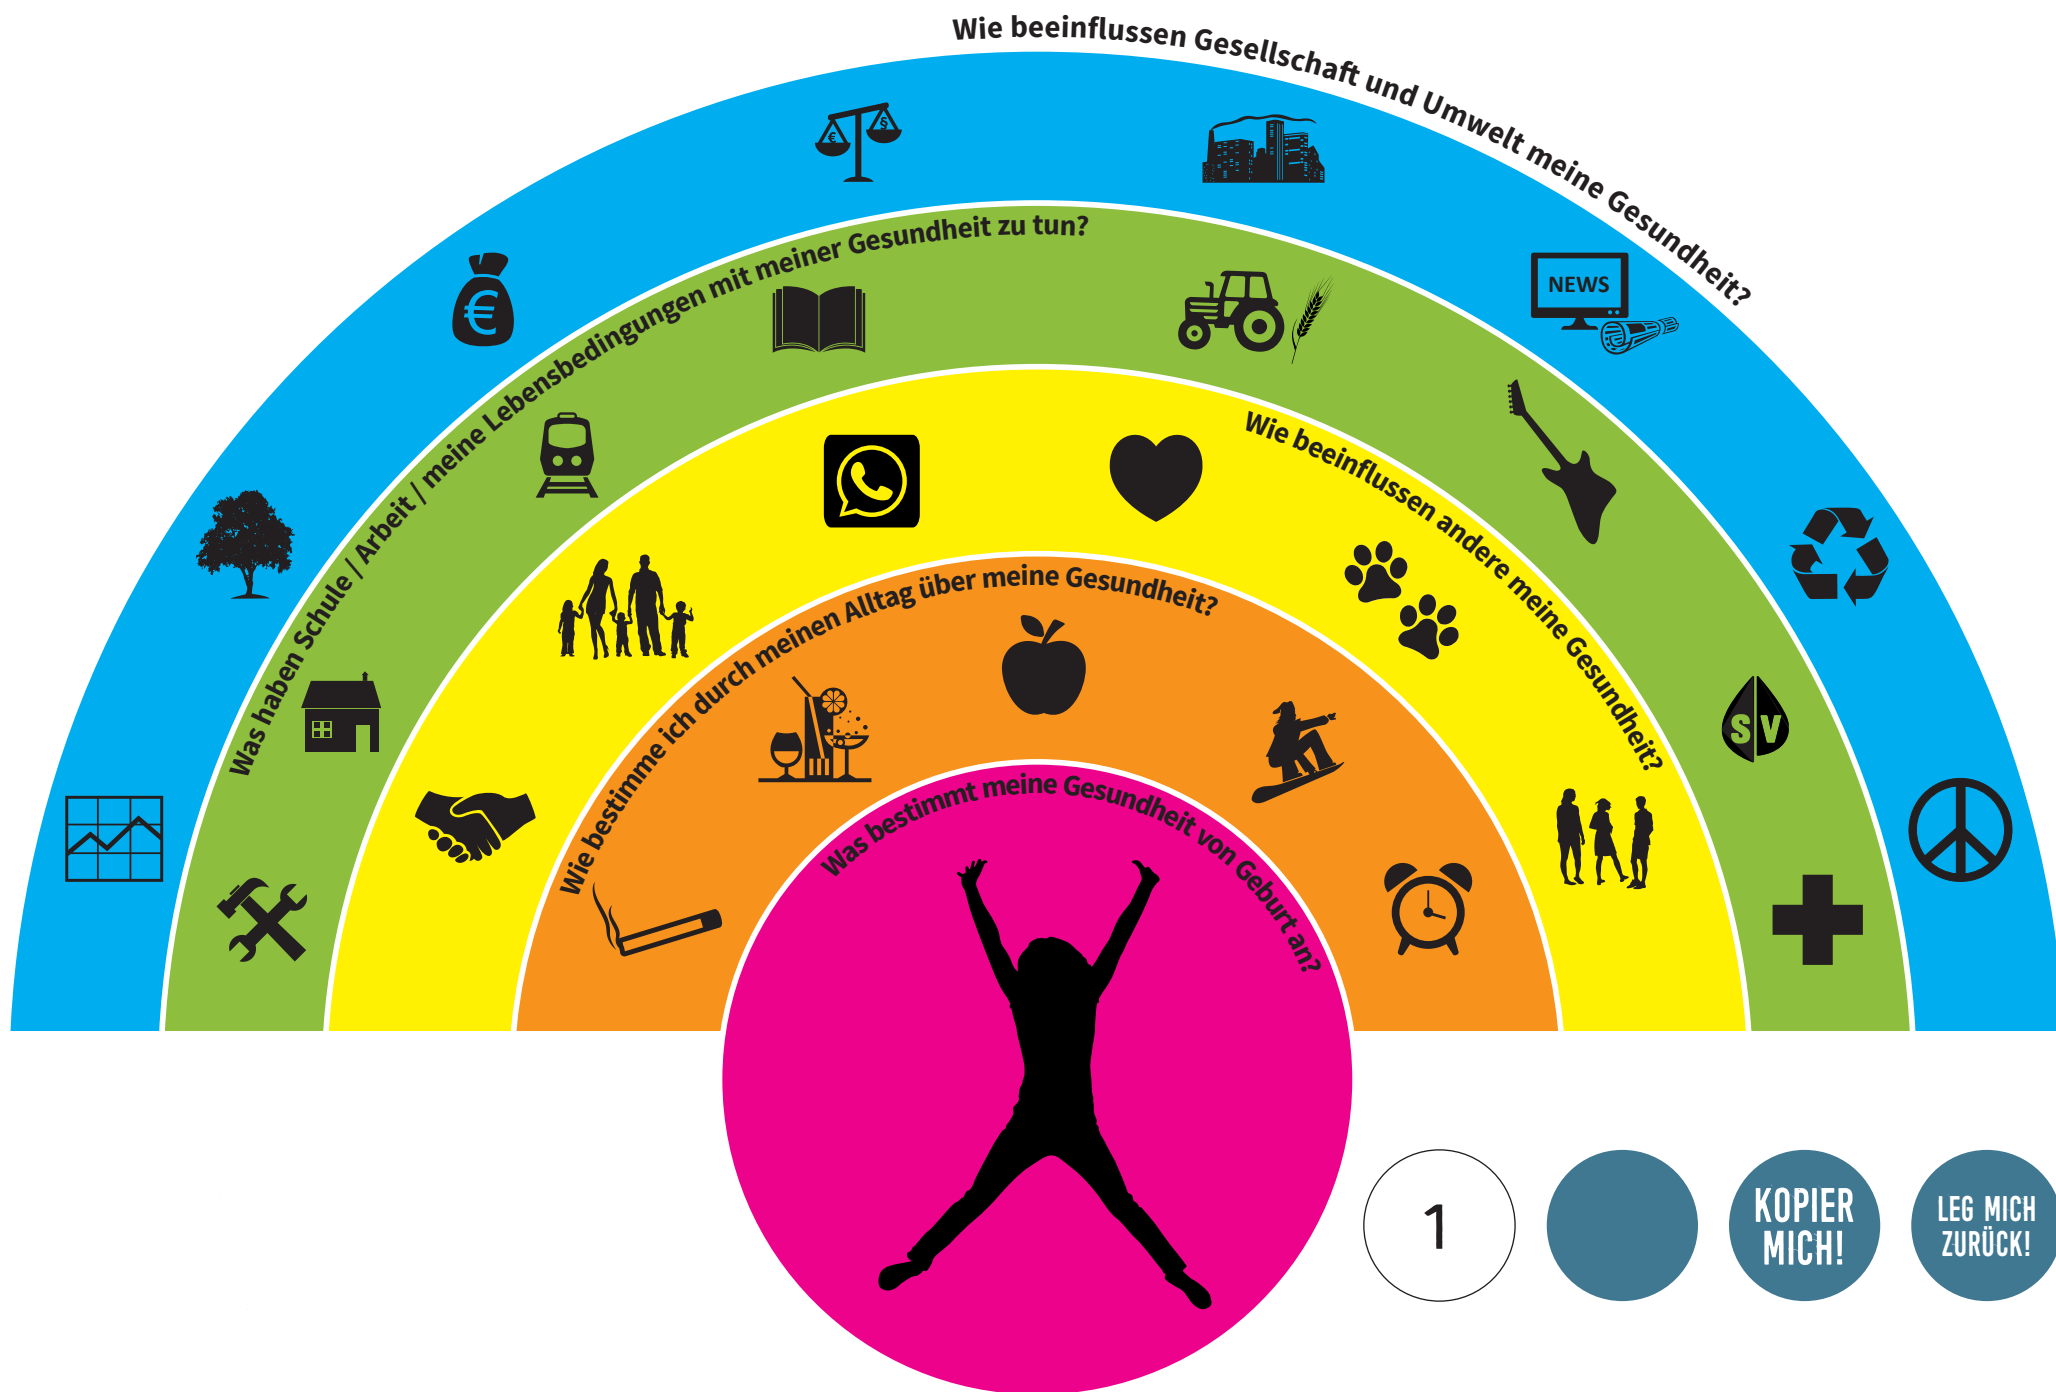 Wie beeinflussen Gesellschaft und Umwelt meine Gesundheit?
€
§
€
NEWS
Was haben Schule / Arbeit / meine Lebensbedingungen mit meiner Gesundheit zu tun?
S V
Wie beeinflussen andere meine Gesundheit?
Wie bestimme ich durch meinen Alltag über meine Gesundheit?
Was bestimmt meine Gesundheit von Geburt an?
1
KOPIER
MICH!
LEG MICH
ZURÜCK!